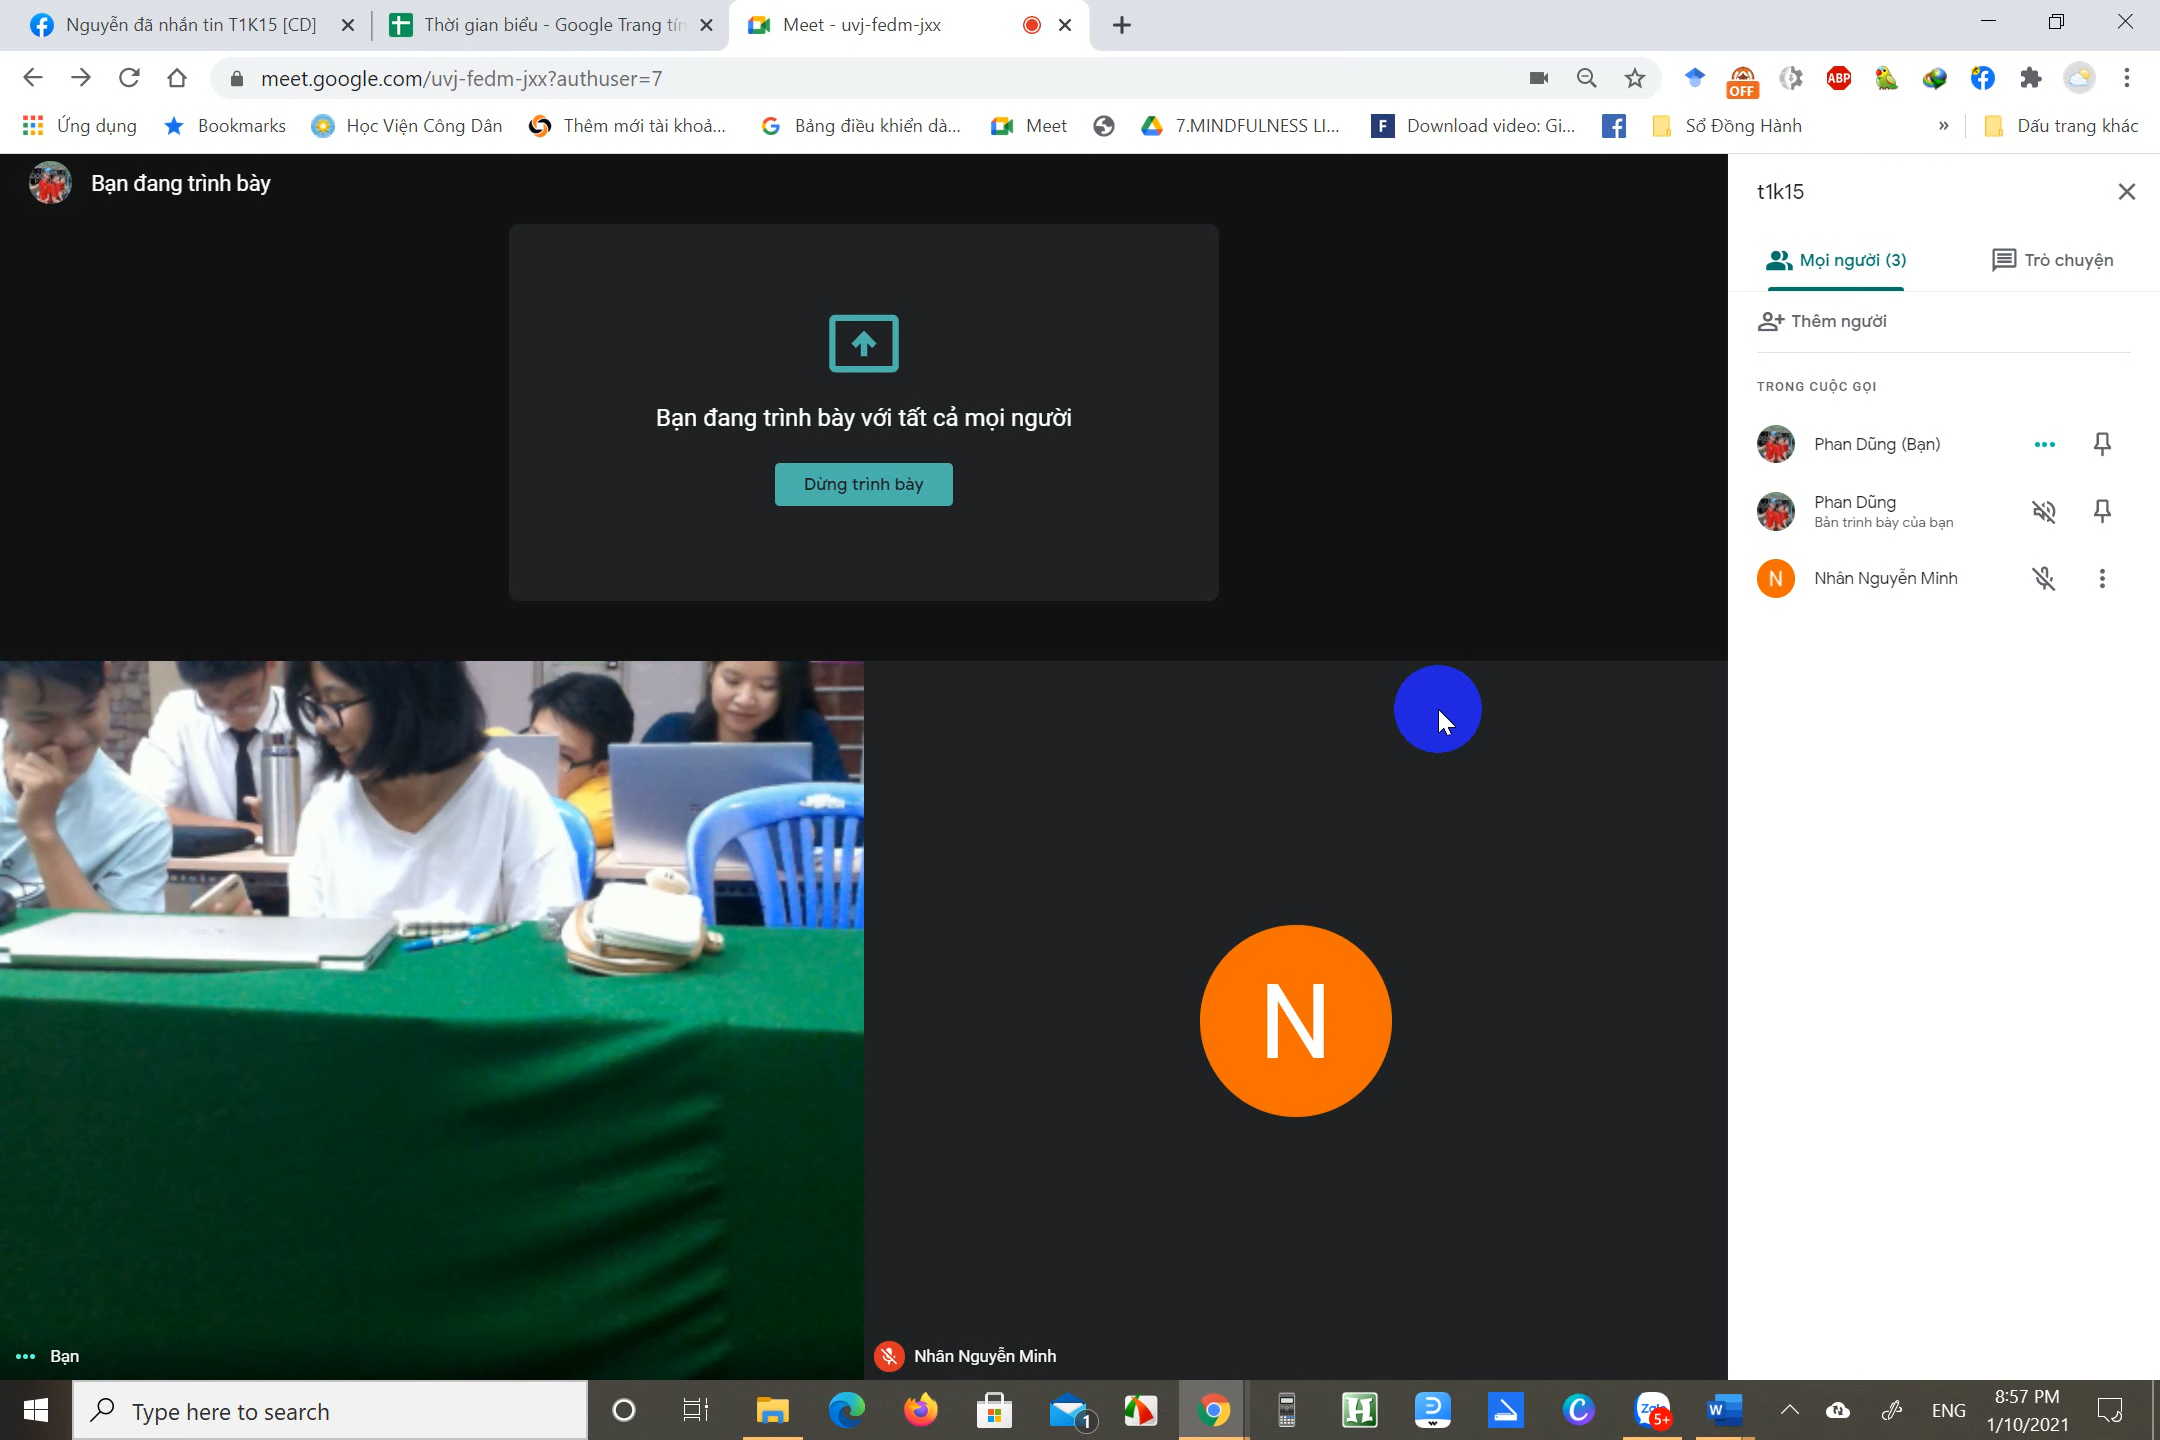 Nguyễn đã nhắn tin T1K15 [CD]
Thời gian biểu - Google Trang tín
Meet - uvj-fedm-jxx
meet.google.com/uvj-fedm-jxx?authuser=7
OFF
ABP
Ứng dụng
Bookmarks
Học Viện Công Dân
Thêm mới tài khoả...
Bảng điều khiển dà...
Meet
7.MINDFULNESS LI...
F
Download video: Gi...
Sổ Đồng Hành
»
Dấu trang khác
Bạn đang trình bày
Bạn đang trình bày với tất cả mọi người
Dừng trình bày
t1k15
Mọi người (3)
Trò chuyện
Thêm người
TRONG CUỘC GỌI
Phan Dũng (Bạn)
Phan Dũng
Bản trình bày của bạn
N
Nhân Nguyễn Minh
N
Bạn
Nhân Nguyễn Minh
Type here to search
1
Zalo
5+
W
ENG
8:57 PM
1/10/2021